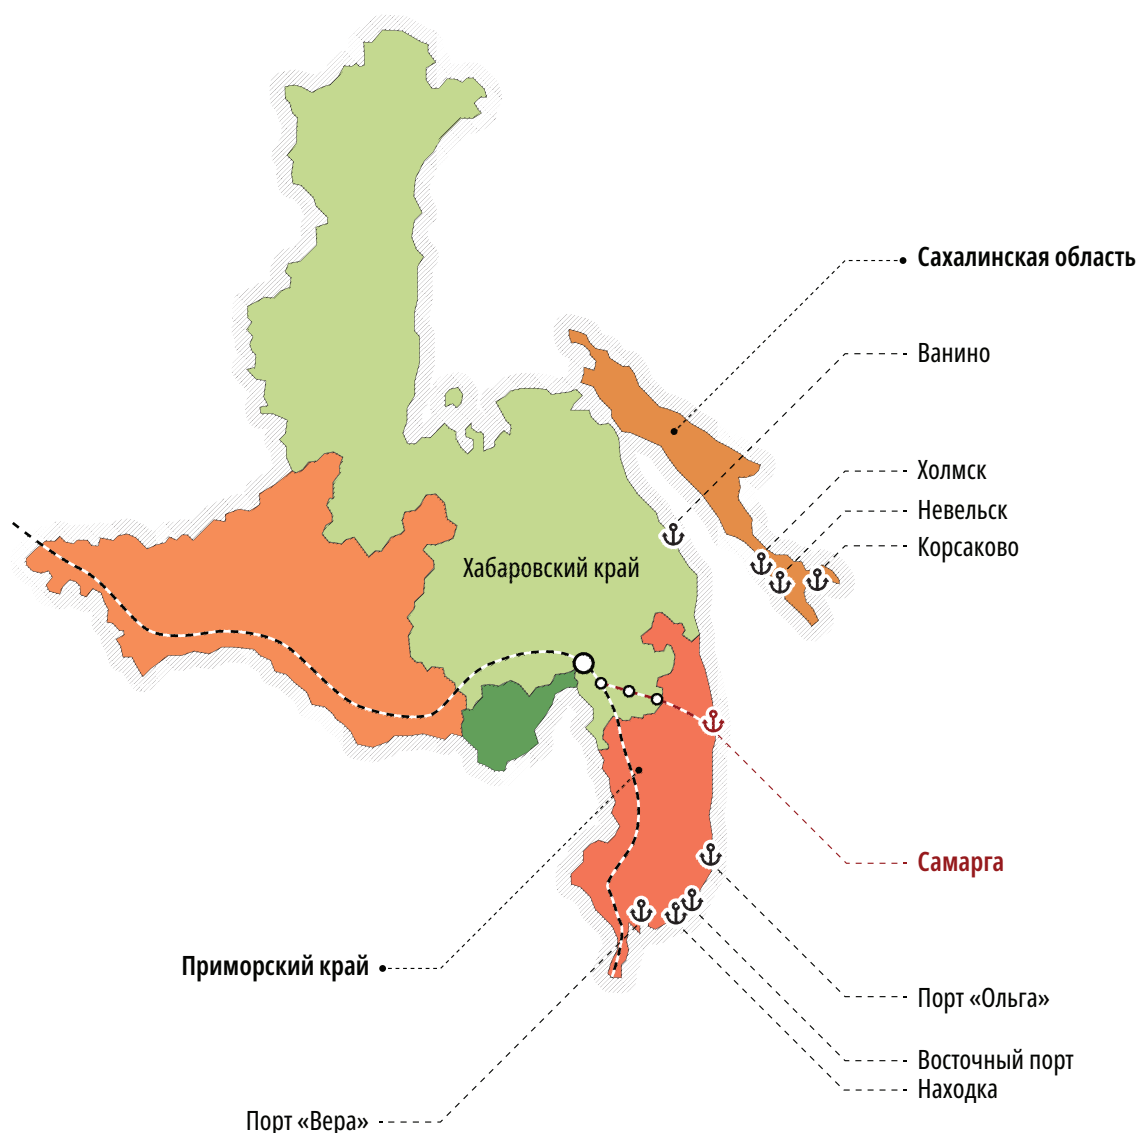 Сахалинская область
Ванино
Холмск
Невельск
Корсаково
Хабаровский край
Самарга
Приморский край
Порт «Ольга»
Восточный порт
Находка
Порт «Вера»